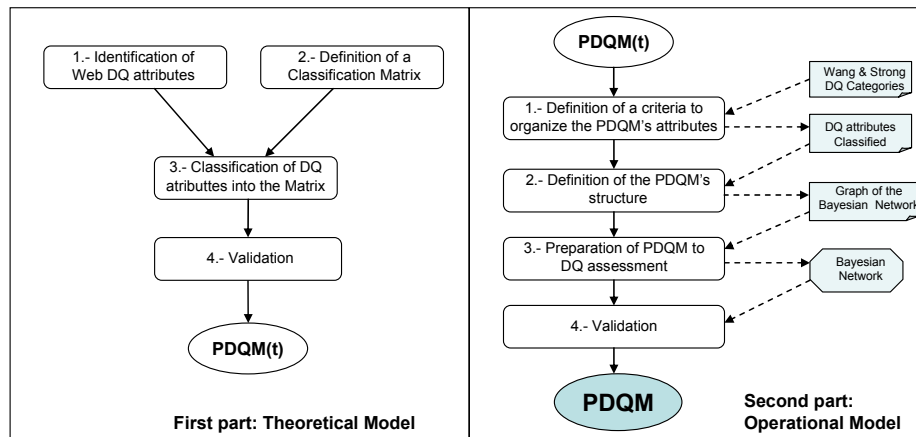 1.- Identification of
Web DQ attributes
2.- Definition of a
Classification Matrix
3.- Classification of DQ
atributtes into the Matrix
4.- Validation
PDQM(t)
First part: Theoretical Model
PDQM(t)
Wang & Strong
DQ Categories
1.- Definition of a criteria to
organize the PDQM's attributes
DQ attributes
Classified
2.- Definition of the PDQM's
structure
Graph of the
Bayesian Network
3.- Preparation of PDQM to
DQ assessment
Bayesian
Network
4.- Validation
PDQM
Second part:
Operational Model